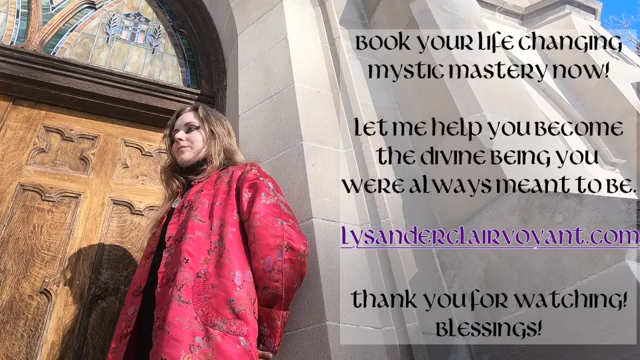 Book your life changing
mystic mastery now!
Let me help you become
the divine being you
were always meant to be.
lysanderclairvoyant.com
thank you for watching!
Blessings!